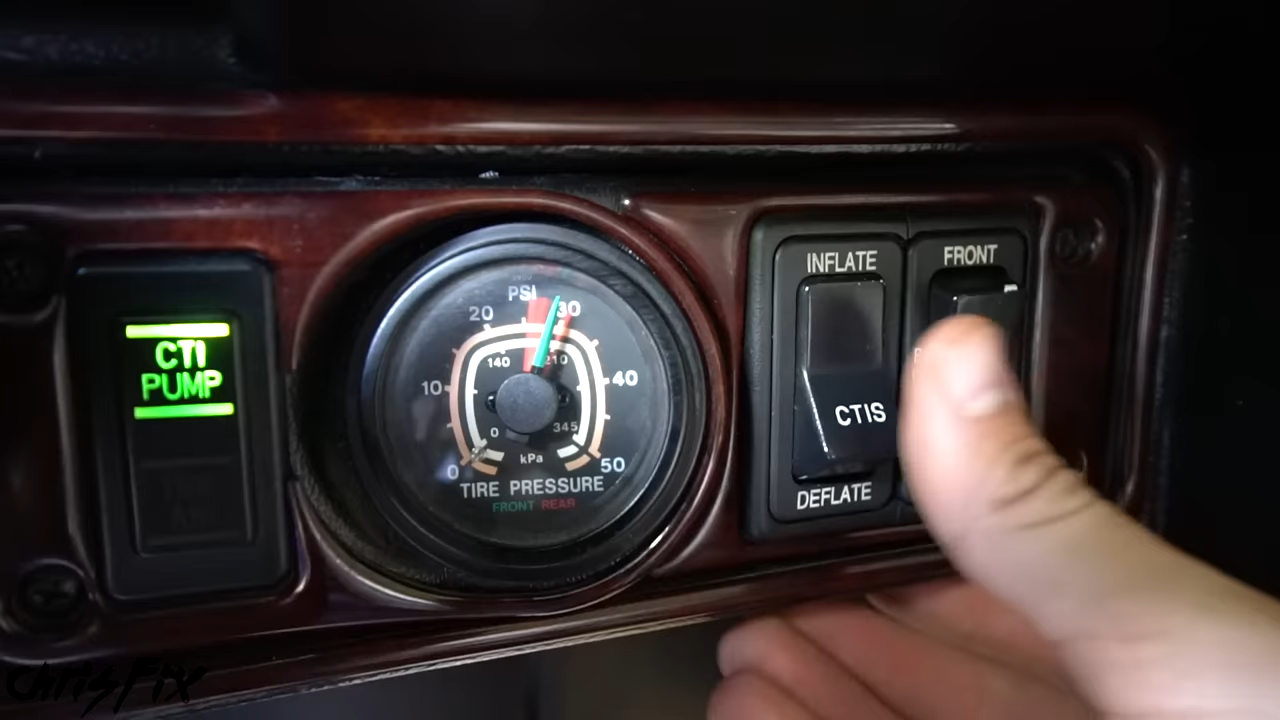 CTI
PUMP
PSI
20
30
10
40
140
210
0
345
kPa
0
50
TIRE PRESSURE
FRONT REAR
INFLATE
CTIS
DEFLATE
FRONT
chrisFix